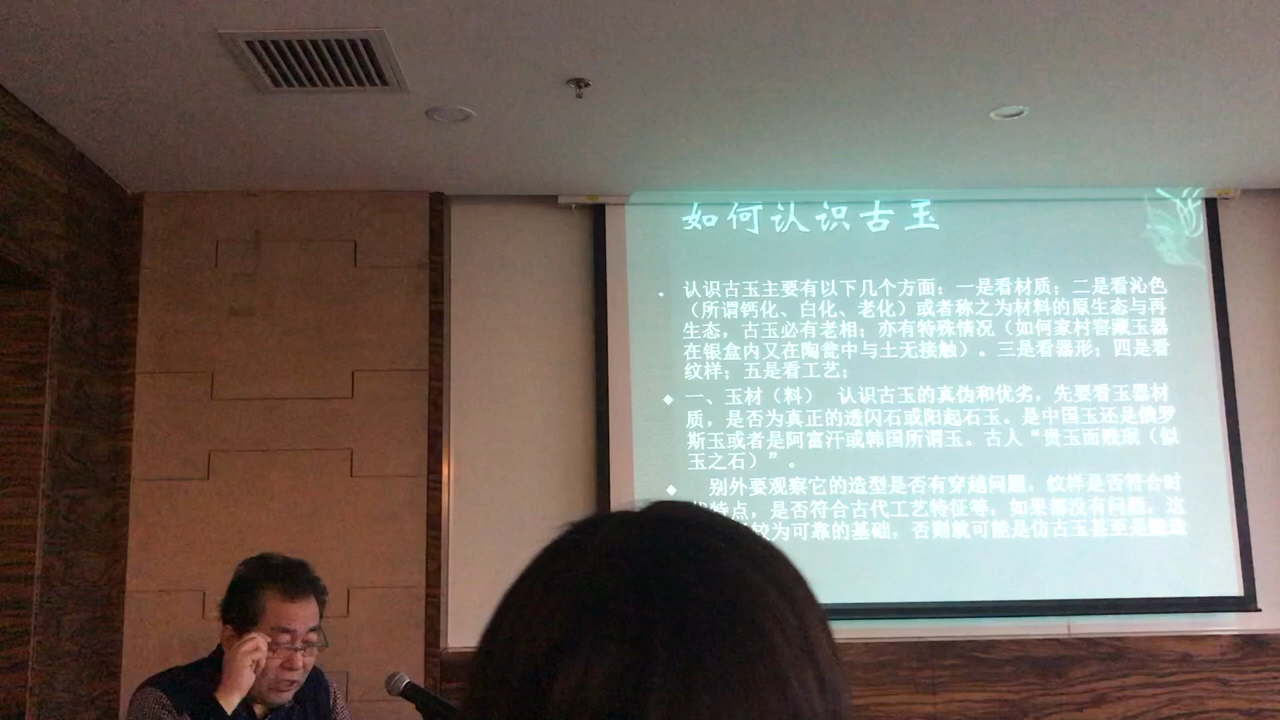 如何认识古玉
认识古玉主要有以下几个方面：一是看材质；二是看沁色
（所谓钙化、白化、老化）或者称之为材料的原生态与再
生态，古玉必有老相；亦有特殊情况（如何家村窖藏玉器
在银盒内又在陶瓮中与土无接触）。三是看器形；四是看
纹样；五是看工艺；
一、玉材（料） 认识古玉的真伪和优劣，先要看玉器材
质，是否为真正的透闪石或阳起石玉。是中国玉还是俄罗
斯玉或者是阿富汗或韩国所谓玉。古人“贵玉而贱珉（似
玉之石）”。
别外要观察它的造型是否有穿越问题，纹样是否符合时
代特点，是否符合古代工艺特征等，如果都没有问题，这
较为可靠的基础，否则就可能是仿古玉甚至是